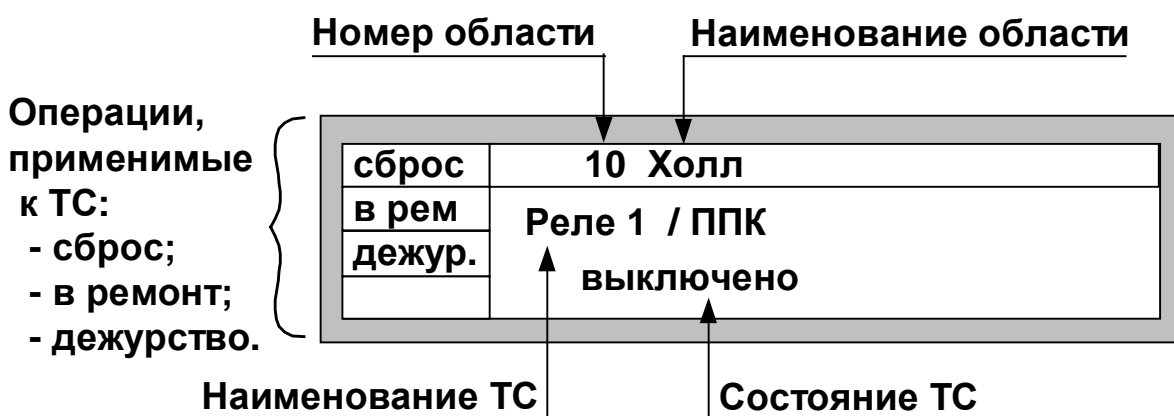 Номер области
Наименование области
Операции,
применимые
к ТС:
- сброс;
- в ремонт;
- дежурство.
сброс
10 Холл
в рем
дежур.
Реле 1 / ППК
выключено
Наименование ТС
Состояние ТС